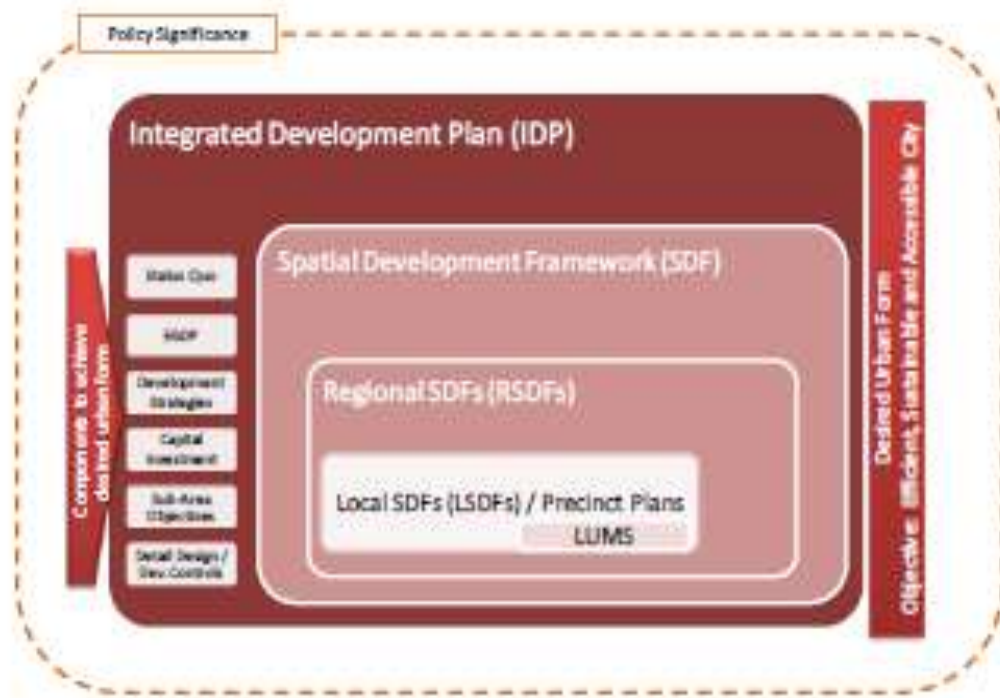 Policy Significance
Integrated Development Plan (IDP)
Spatial Development Framework (SDF)
Regional SDFs (RSDFs)
Local SDFs (LSDFs) / Precinct Plans
LUMS
Components to achieve
desired urban form
Status Quo
Development
Strategies
Capital
Investment
Sub-Area
Objectives
Detail Design /
Dev. Controls
Desired Urban Form
Objective: Efficient, Sustainable and Accessible City